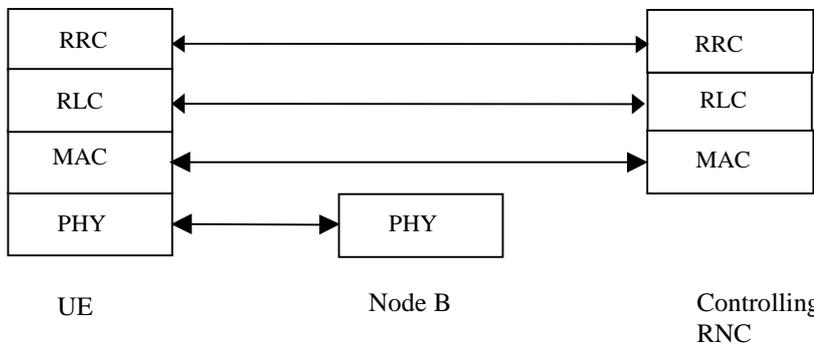 RRC RRC
RLC RLC
MAC MAC
PHY PHY
UE Node B Controlling
RNC